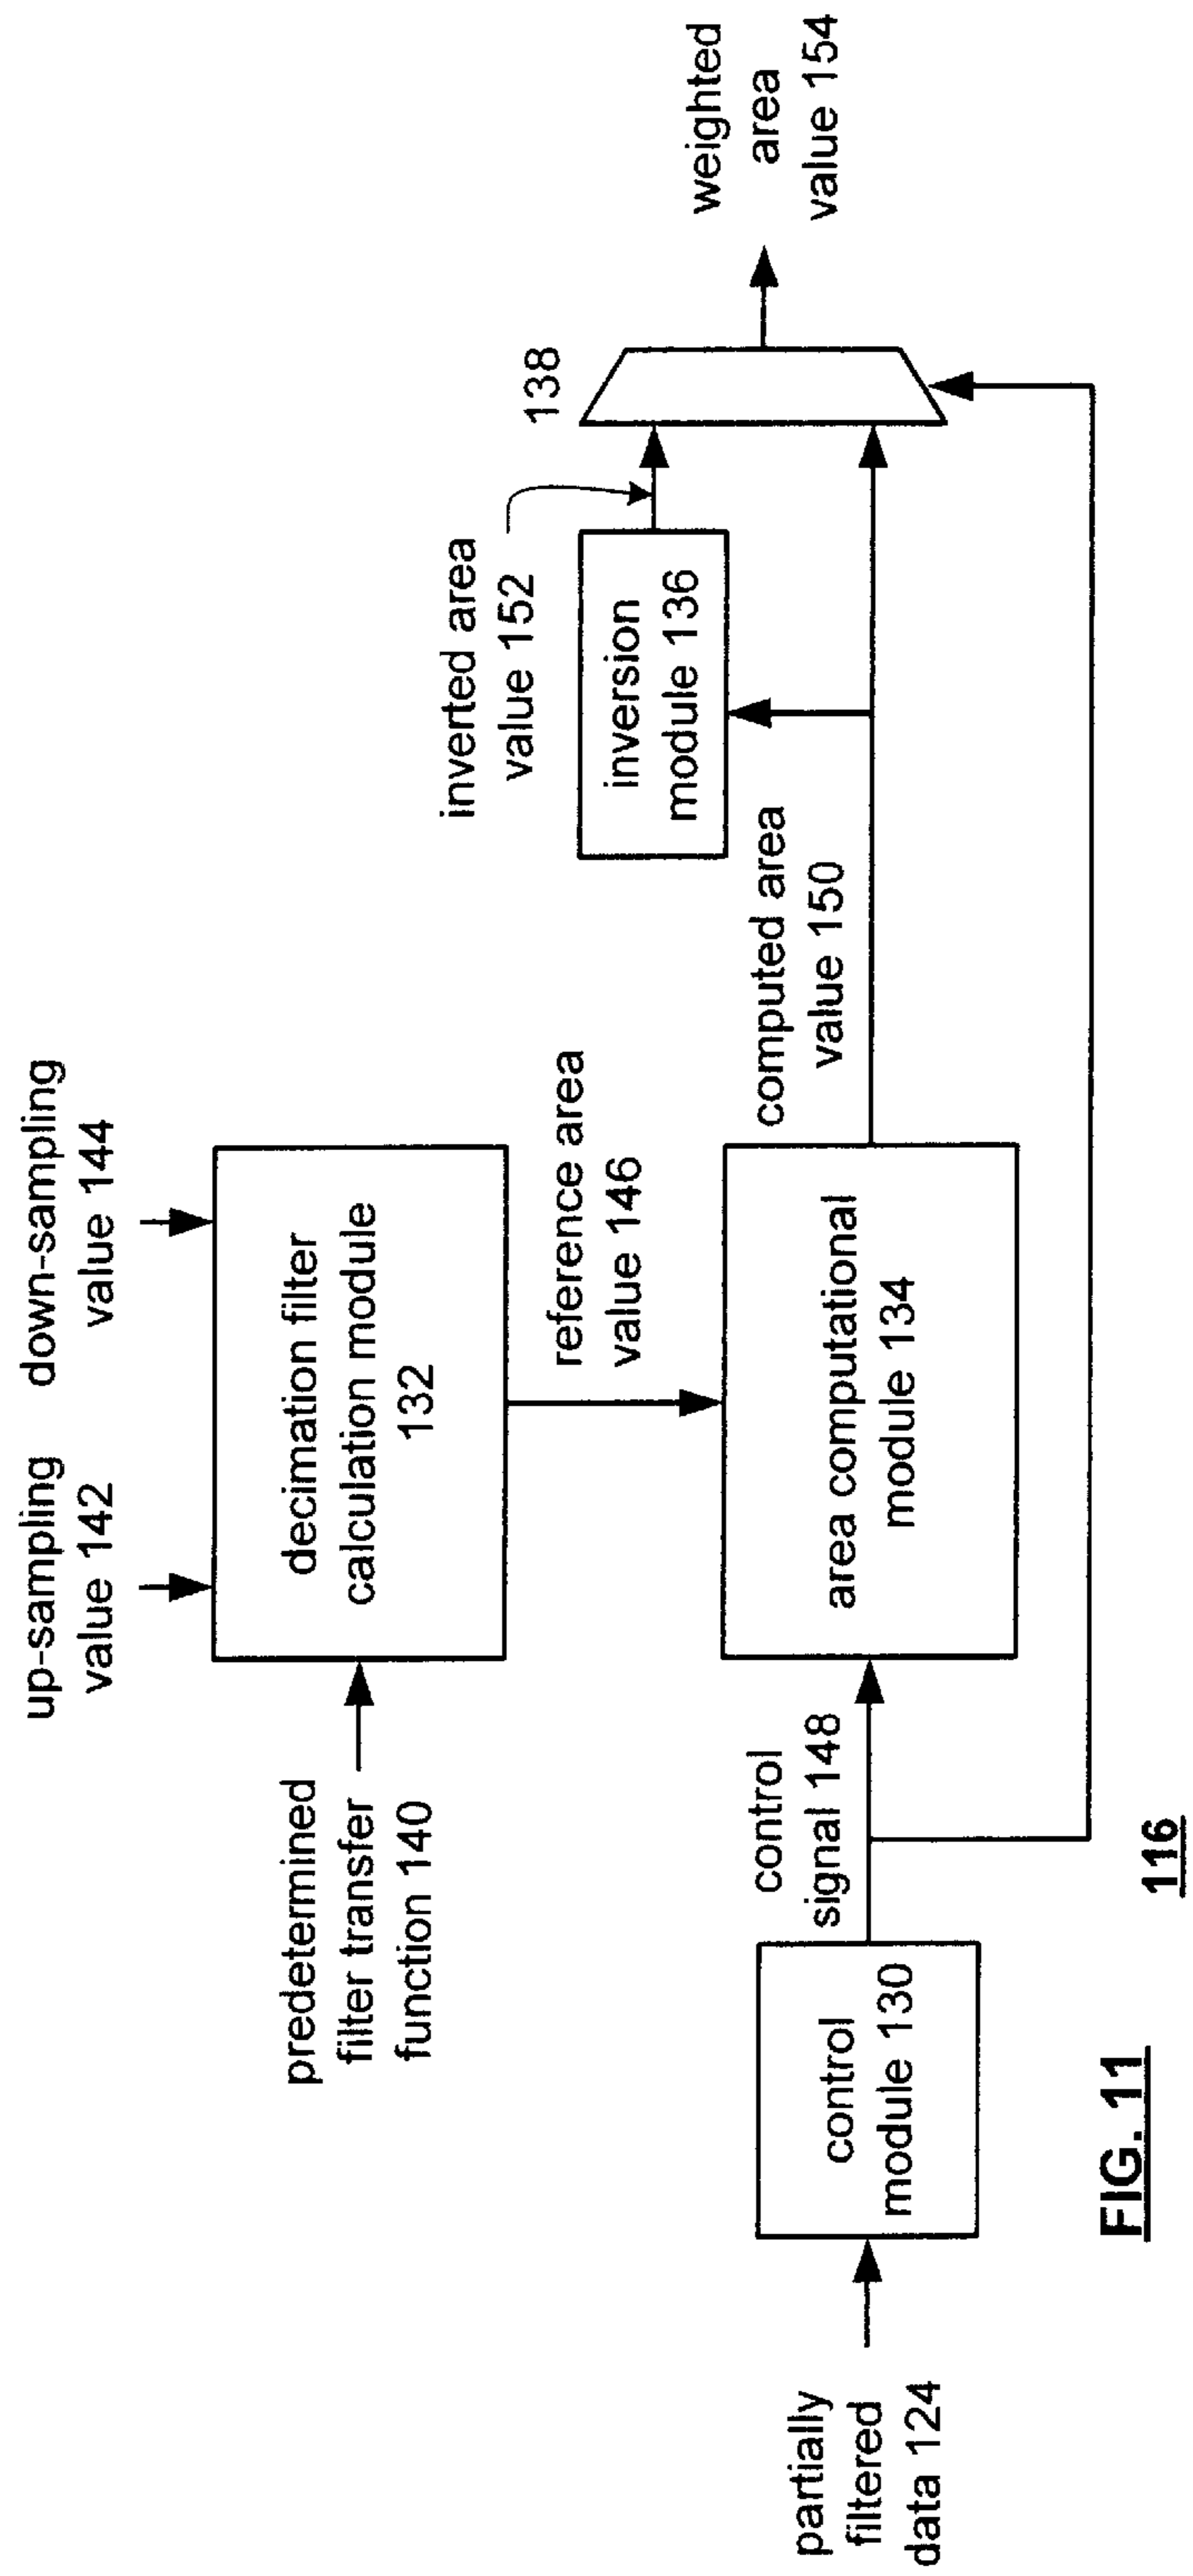 up-sampling
value 142
down-sampling
value 144
predetermined
filter transfer
function 140
decimation filter
calculation module
132
reference area
value 146
inverted area
value 152
138
weighted
area
value 154
inversion
module 136
partially
filtered
data 124
control
module 130
control
signal 148
area computational
module 134
computed area
value 150
FIG. 11
116